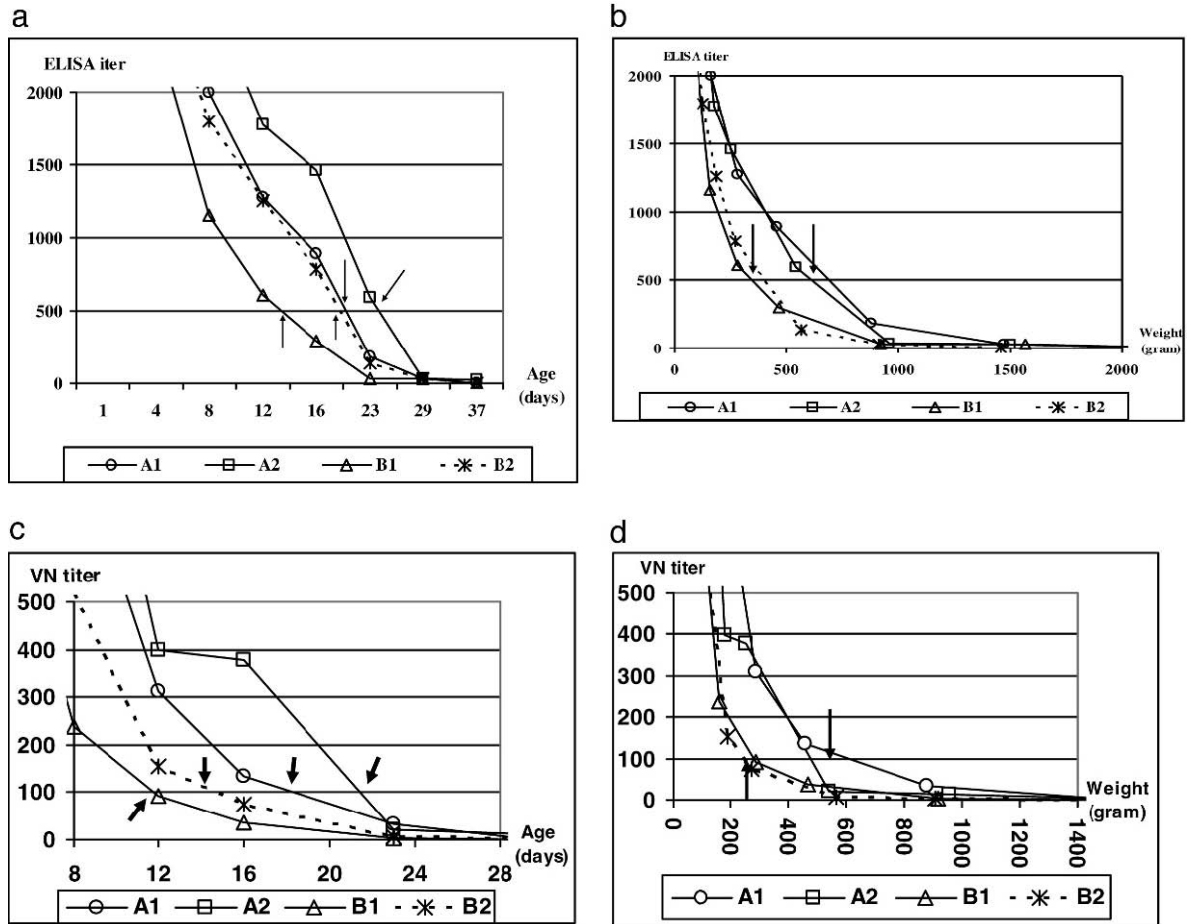 a
ELISA iter
2000
1500
1000
500
0
1 4 8 12 16 23 29 37
Age
(days)
A1 A2 B1 B2
b
ELISA titer
2000
1500
1000
500
0
0 500 1000 1500 2000
Weight
(gram)
A1 A2 B1 B2
c
VN titer
500
400
300
200
100
0
8 12 16 20 24 28
Age
(days)
A1 A2 B1 B2
d
VN titer
500
400
300
200
100
0
0 200 400 600 800 1000 1200 1400
Weight
(gram)
A1 A2 B1 B2